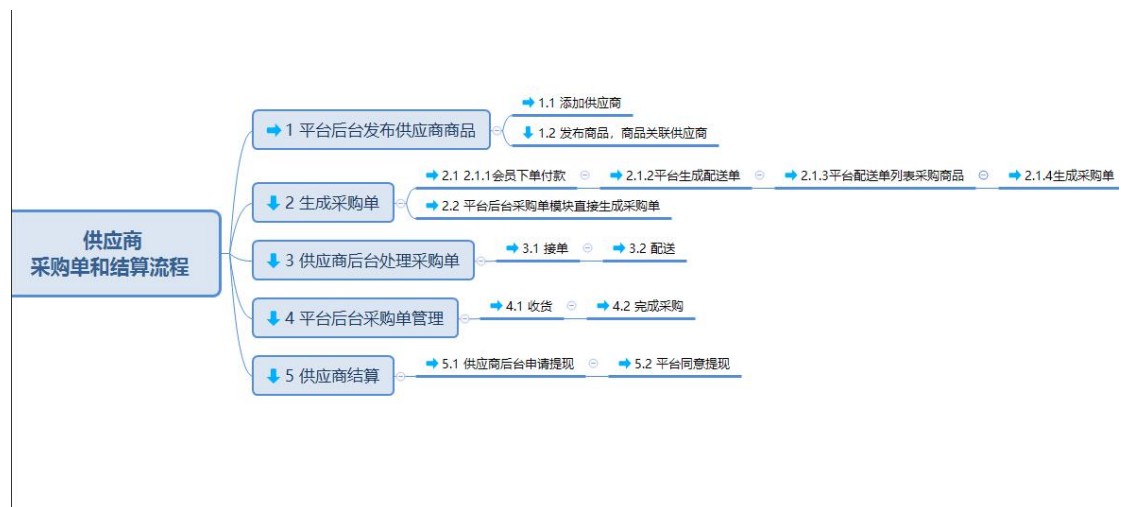 供应商
采购单和结算流程
1 平台后台发布供应商商品
1.1 添加供应商
1.2 发布商品，商品关联供应商
2 生成采购单
2.1 2.1.1会员下单付款
2.1.2平台生成配送单
2.1.3平台配送单列表采购商品
2.1.4生成采购单
2.2 平台后台采购单模块直接生成采购单
3 供应商后台处理采购单
3.1 接单
3.2 配送
4 平台后台采购单管理
4.1 收货
4.2 完成采购
5 供应商结算
5.1 供应商后台申请提现
5.2 平台同意提现